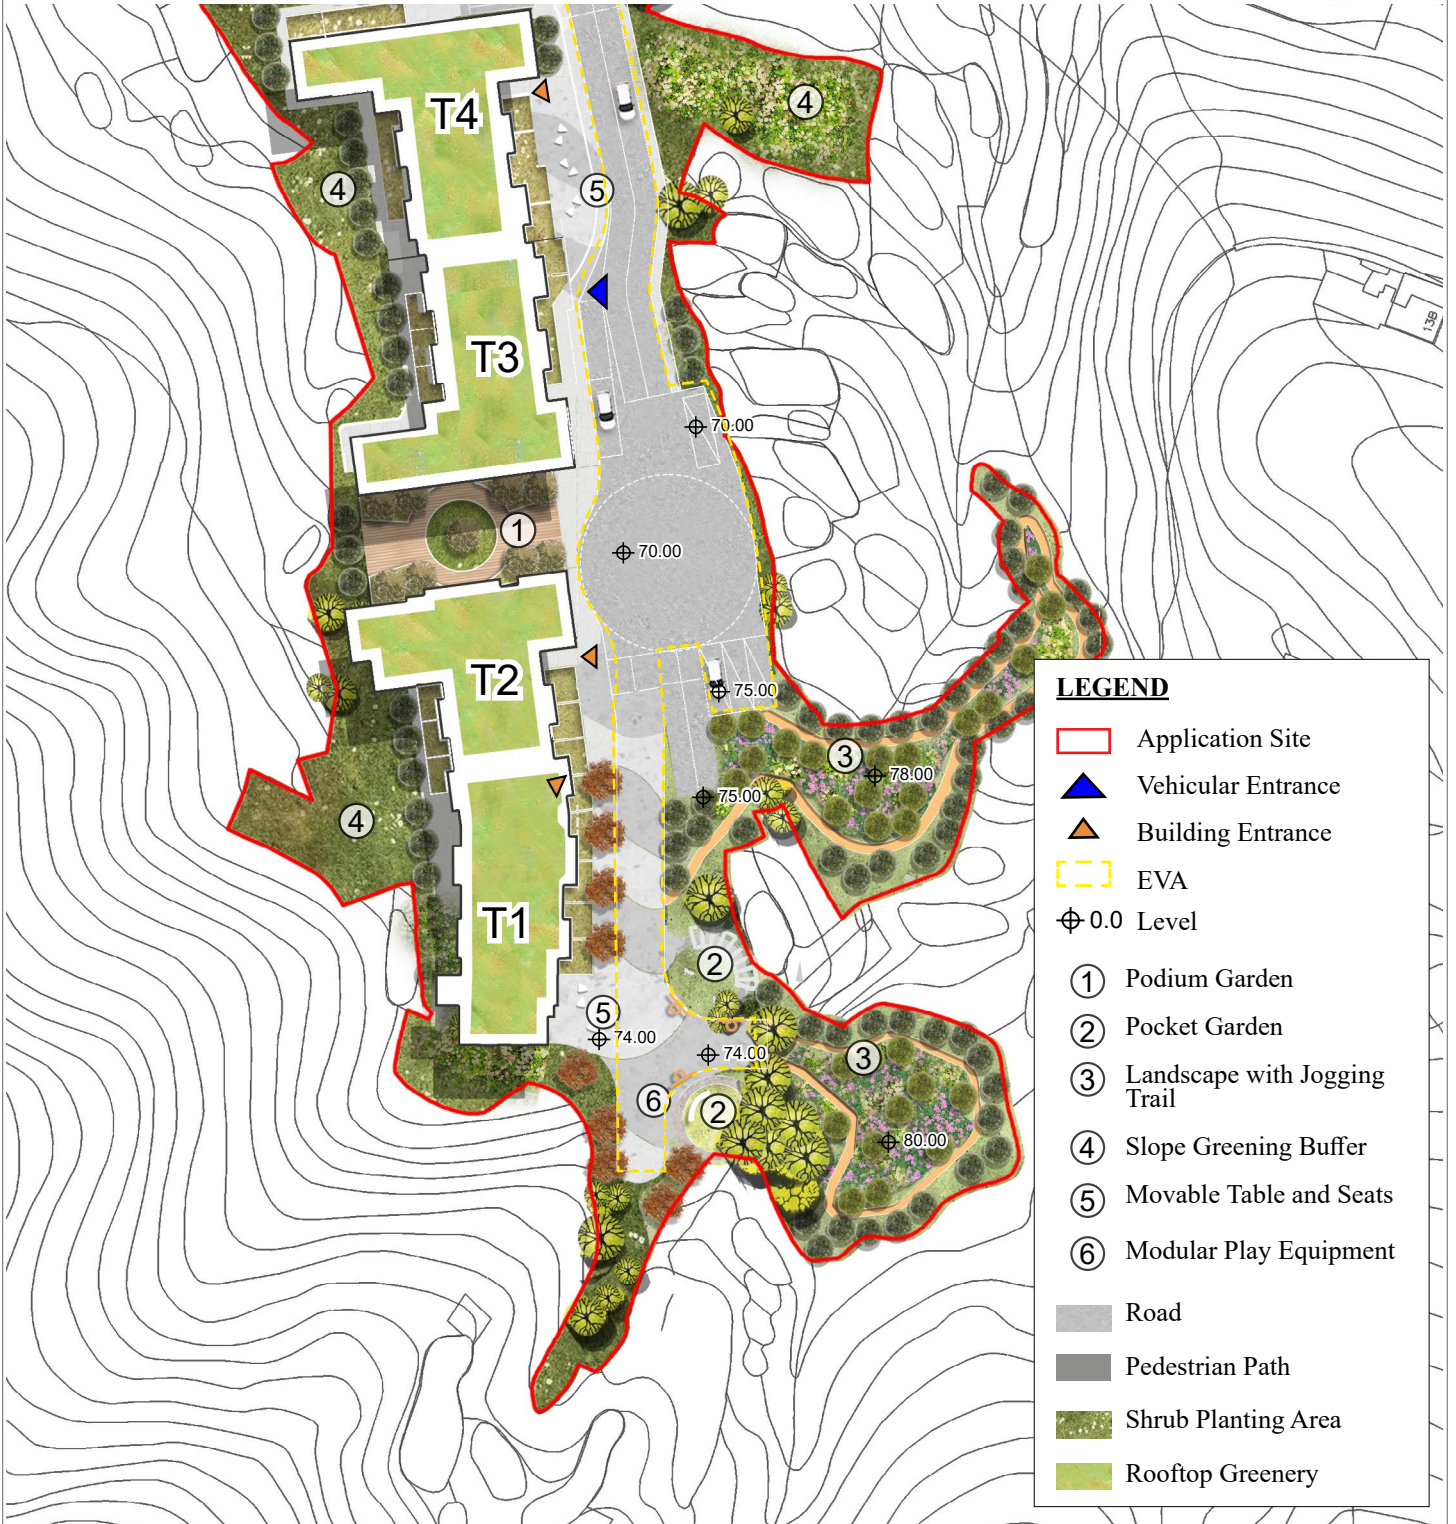 T4
4
4
5
T3
13B
70.00
1
70.00
T2
75.00
LEGEND
Application Site
3
78.00
Vehicular Entrance
75.00
4
Building Entrance
EVA
T1
0.0 Level
2
1 Podium Garden
5
2 Pocket Garden
74.00
74.00
3
3 Landscape with Jogging
Trail
6
2
80.00
4 Slope Greening Buffer
5 Movable Table and Seats
6 Modular Play Equipment
Road
Pedestrian Path
Shrub Planting Area
Rooftop Greenery